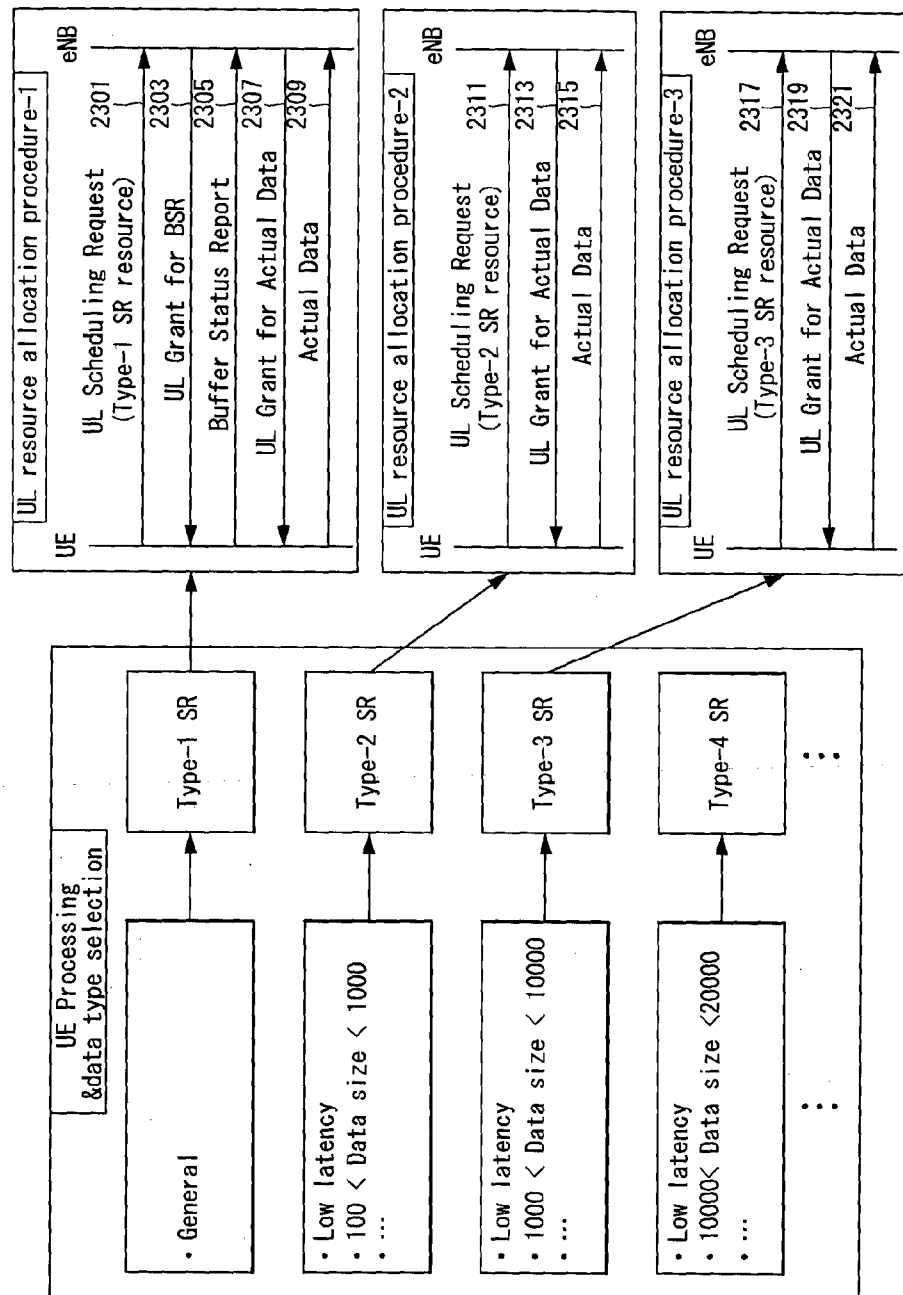 UE Processing
&data type selection
• General
Type-1 SR
• Low latency
• 100 < Data size < 1000
• ...
Type-2 SR
• Low latency
• 1000 < Data size < 10000
• ...
Type-3 SR
• Low latency
• 10000< Data size <20000
• ...
Type-4 SR
UL resource allocation procedure-1
UE
eNB
UL Scheduling Request
(Type-1 SR resource)
2301
UL Grant for BSR
2303
Buffer Status Report
2305
UL Grant for Actual Data
2307
Actual Data
2309
UL resource allocation procedure-2
UE
eNB
UL Scheduling Request
(Type-2 SR resource)
2311
UL Grant for Actual Data
2313
Actual Data
2315
UL resource allocation procedure-3
UE
eNB
UL Scheduling Request
(Type-3 SR resource)
2317
UL Grant for Actual Data
2319
Actual Data
2321